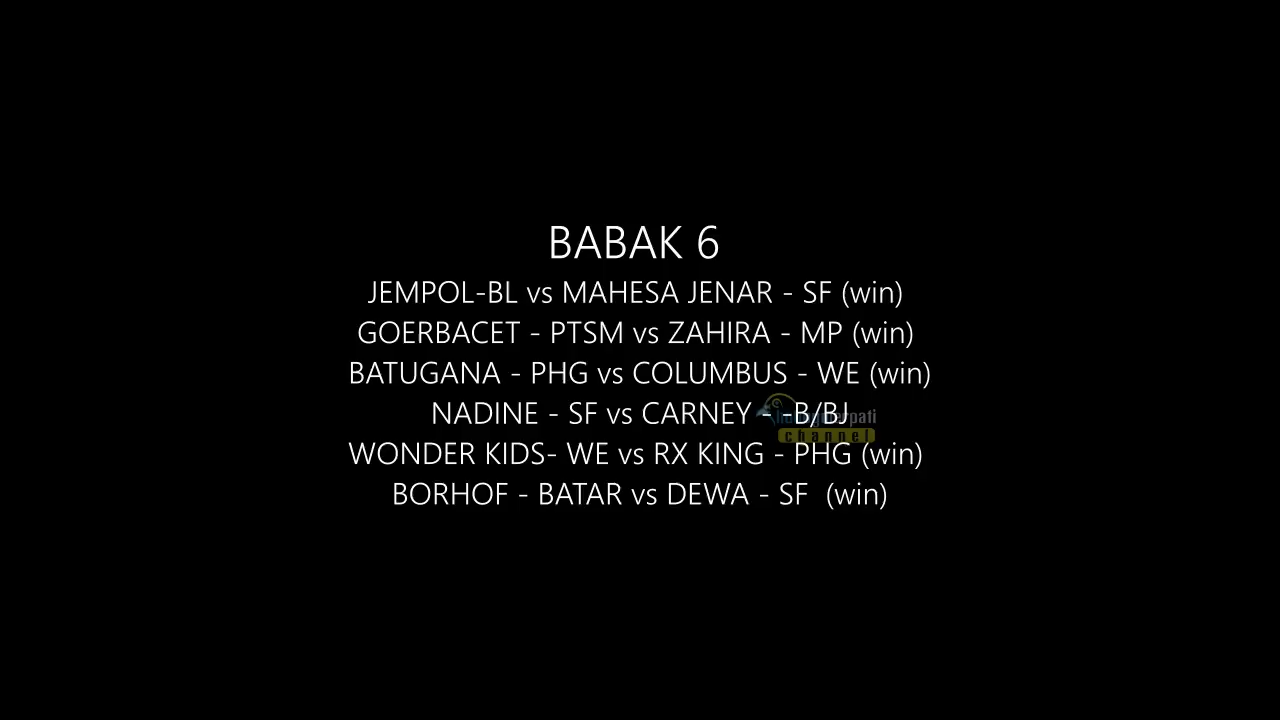 BABAK 6
JEMPOL-BL vs MAHESA JENAR - SF (win)
GOERBACET - PTSM vs ZAHIRA - MP (win)
BATUGANA - PHG vs COLUMBUS - WE (win)
NADINE - SF vs CARNEY - -B/BJ
channel
WONDER KIDS- WE vs RX KING - PHG (win)
BORHOF - BATAR vs DEWA - SF  (win)